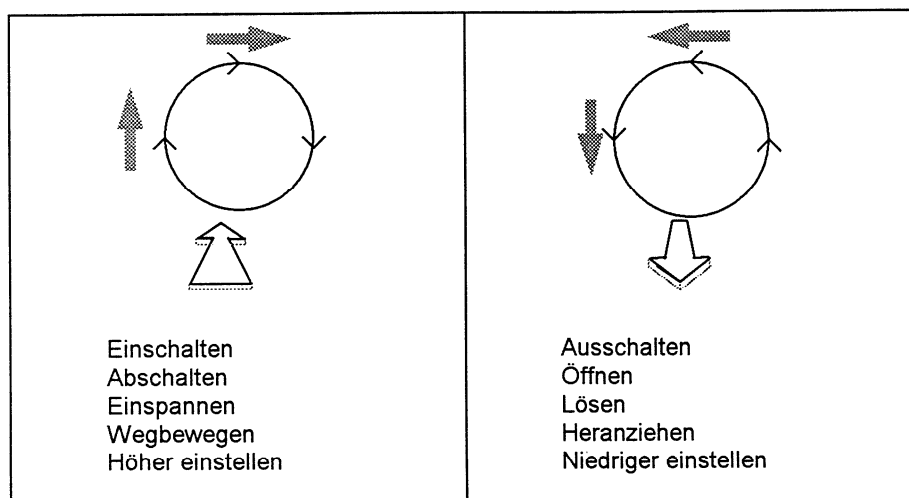 Einschalten
Abschalten
Einspannen
Wegbewegen
Höher einstellen
Ausschalten
Öffnen
Lösen
Heranziehen
Niedriger einstellen